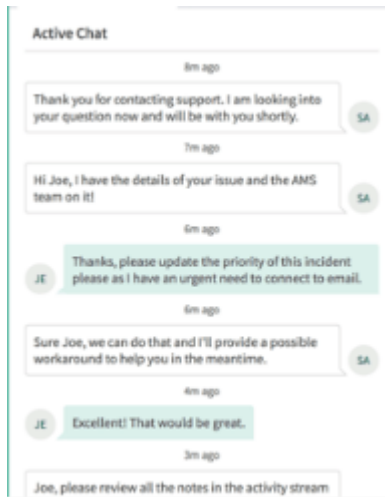 Active Chat
8m ago
Thank you for contacting support. I am looking into
your question now and will be with you shortly.
SA
7m ago
Hi Joe, I have the details of your issue and the AMS
team on it!
SA
6m ago
Thanks, please update the priority of this incident
please as I have an urgent need to connect to email.
JE
6m ago
Sure Joe, we can do that and I'll provide a possible
workaround to help you in the meantime.
SA
4m ago
JE
Excellent! That would be great.
3m ago
Joe, please review all the notes in the activity stream